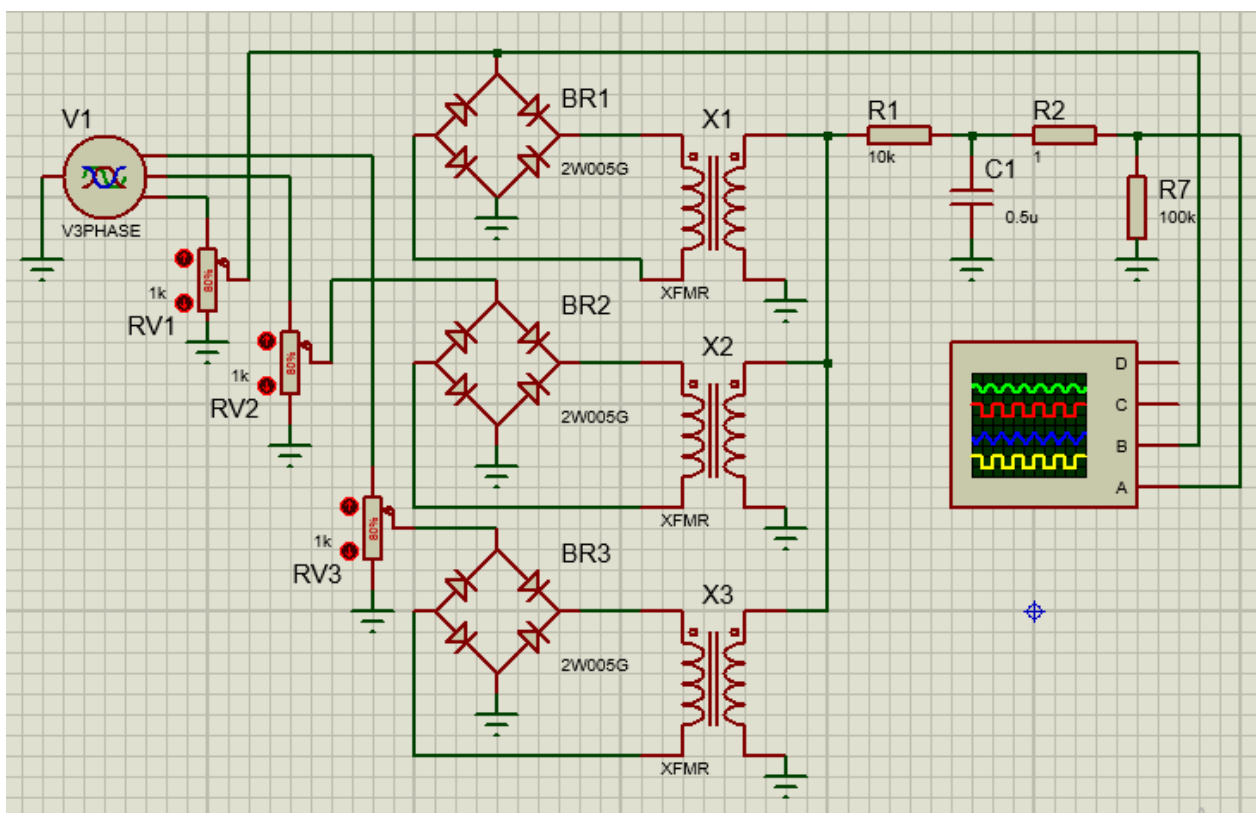 V1
V3PHASE
80%
1k
RV1
80%
1k
RV2
80%
1k
RV3
BR1
2W005G
X1
XFMR
BR2
2W005G
X2
XFMR
BR3
2W005G
X3
XFMR
R1
10k
C1
0.5u
R2
1
R7
100k
D
C
B
A